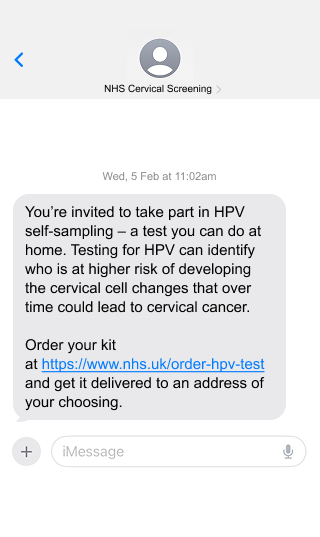 NHS Cervical Screening
Wed, 5 Feb at 11:02am
You’re invited to take part in HPV
self-sampling – a test you can do at
home. Testing for HPV can identify
who is at higher risk of developing
the cervical cell changes that over
time could lead to cervical cancer.
Order your kit
at https://www.nhs.uk/order-hpv-test
and get it delivered to an address of
your choosing.
iMessage